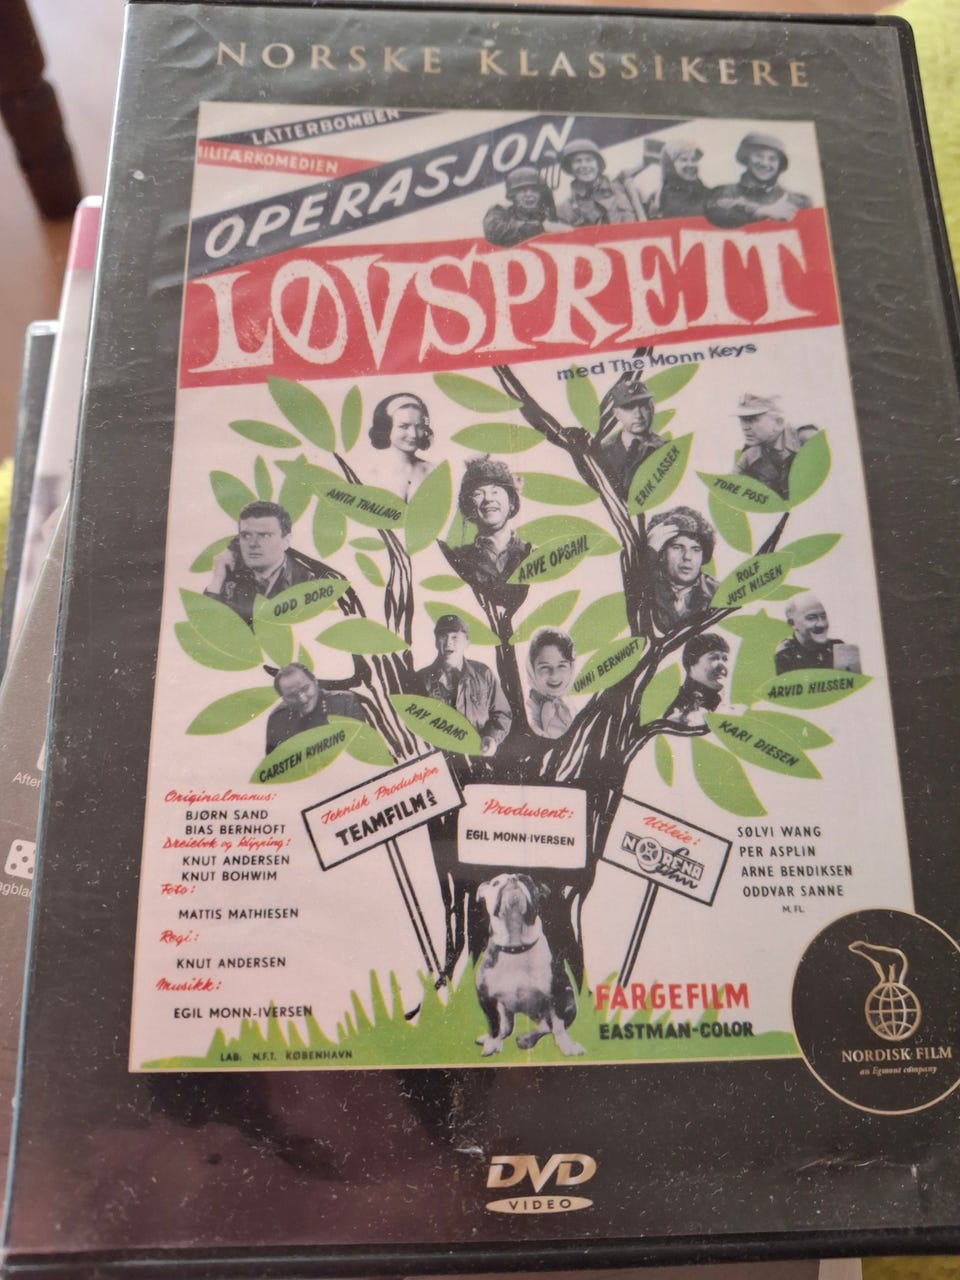 NORSKE KLASSIKERE
LATTERBOMBEN
MILITÆRKOMEDIEN
OPERASJON
LØVSPRETT
med The Monn Keys
ANITA THALLAUG
ERIK LASSEN
TORE FOSS
ARVE OPSAHL
ROLF
JUST NILSEN
ODD BORG
UNNI BERNHOFT
ARVID NILSSEN
RAY ADAMS
KARI DIESEN
CARSTEN BYHRING
Originalmanus:
BJØRN SAND
BIAS BERNHOFT
Dreiebok og klipping:
KNUT ANDERSEN
KNUT BOHWIM
Foto:
MATTIS MATHIESEN
Regi:
KNUT ANDERSEN
Musikk:
EGIL MONN-IVERSEN
Teknisk Produksjon
TEAMFILM A/S
Produsent:
EGIL MONN-IVERSEN
Utleie:
NORENA
film
SØLVI WANG
PER ASPLIN
ARNE BENDIKSEN
ODDVAR SANNE
M. FL.
FARGEFILM
EASTMAN-COLOR
LAB: N.F.T. KØBENHAVN
NORDISK FILM
an Egmont company
DVD
VIDEO
After